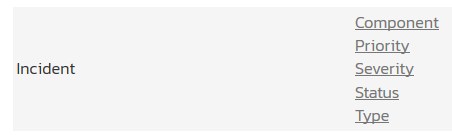 Incident
Component
Priority
Severity
Status
Type